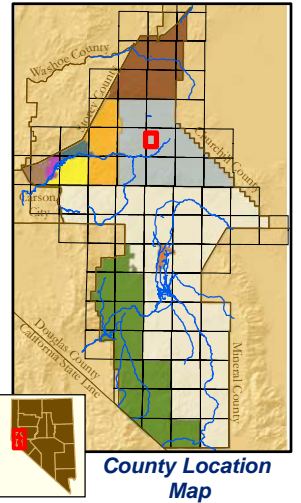 Washoe County
Storey County
Churchill County
Carson
City
Douglas County
California State Line
Mineral County
County Location
Map